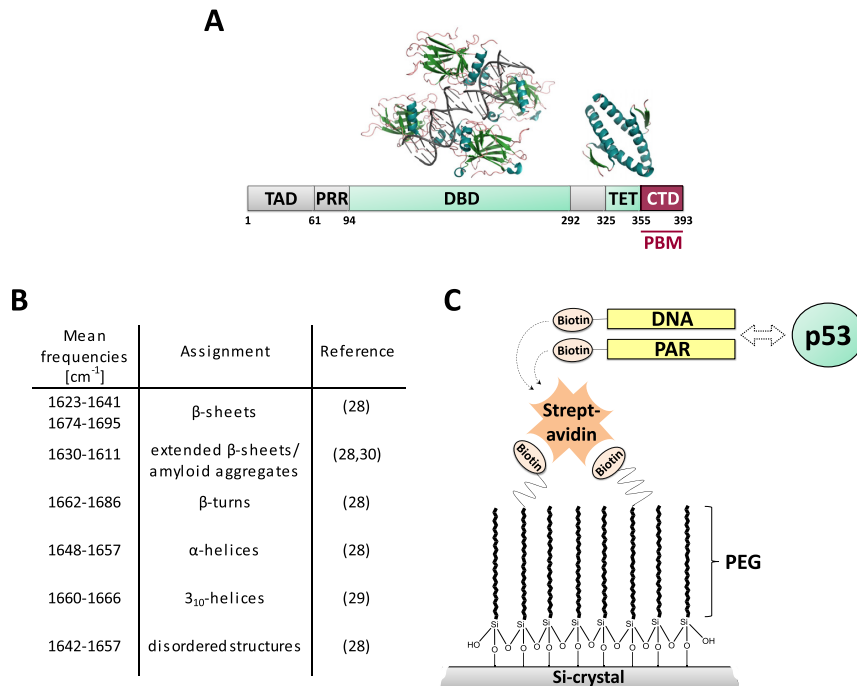 A
TAD PRR DBD TET CTD
1 61 94 292 325 355 393
PBM
B
Mean frequencies [cm⁻¹] Assignment Reference
1623-1641
1674-1695 β-sheets (28)
1630-1611 extended β-sheets/
amyloid aggregates (28,30)
1662-1686 β-turns (28)
1648-1657 α-helices (28)
1660-1666 3₁₀-helices (29)
1642-1657 disordered structures (28)
C
Biotin DNA
Biotin PAR
p53
Strept-
avidin
Biotin Biotin
PEG
Si Si Si Si Si Si Si Si
HO O O O O O O O OH
O O O O O O O O
Si-crystal